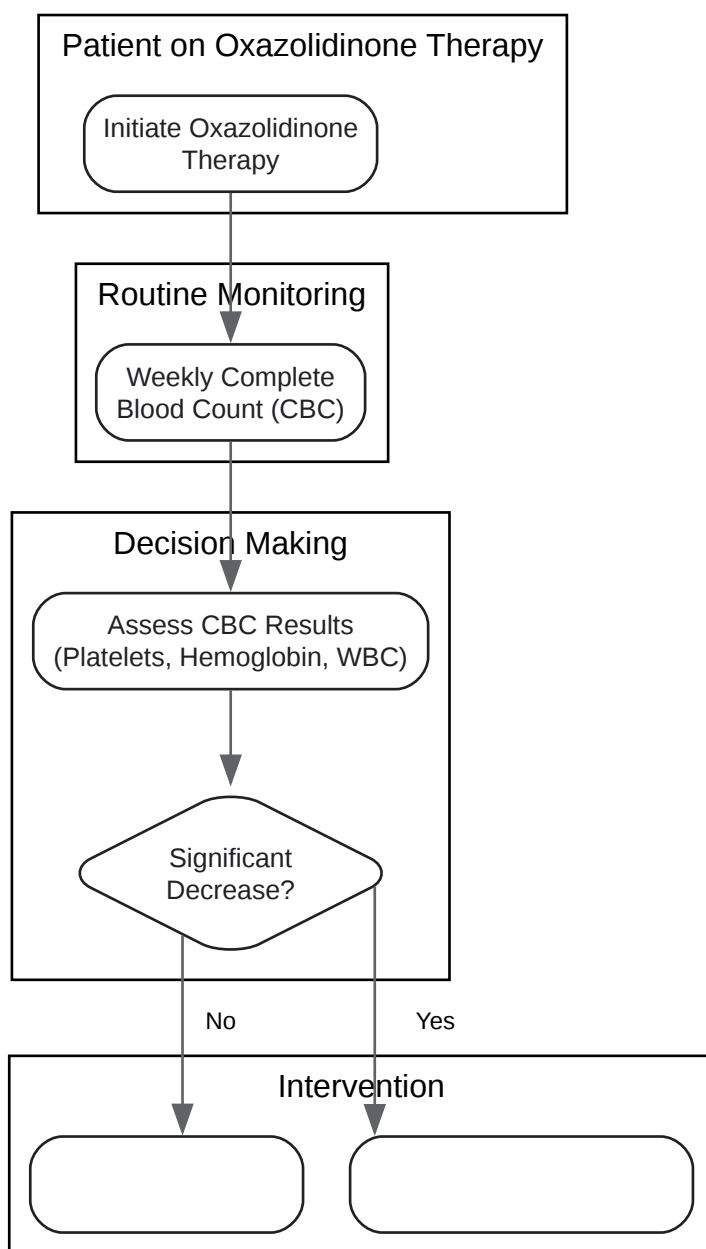 Patient on Oxazolidinone Therapy
Initiate Oxazolidinone
Therapy
Routine Monitoring
Weekly Complete
Blood Count (CBC)
Decision Making
Assess CBC Results
(Platelets, Hemoglobin, WBC)
Significant
Decrease?
No
Yes
Intervention